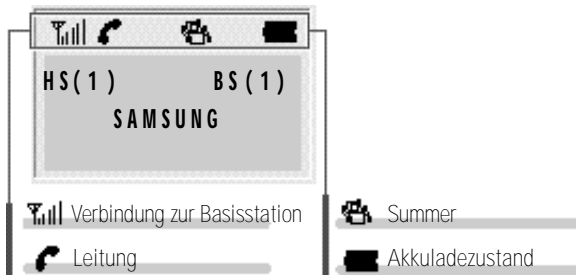 HS(1) BS(1)
SAMSUNG
Verbindung zur Basisstation
Leitung
Summer
Akkuladezustand